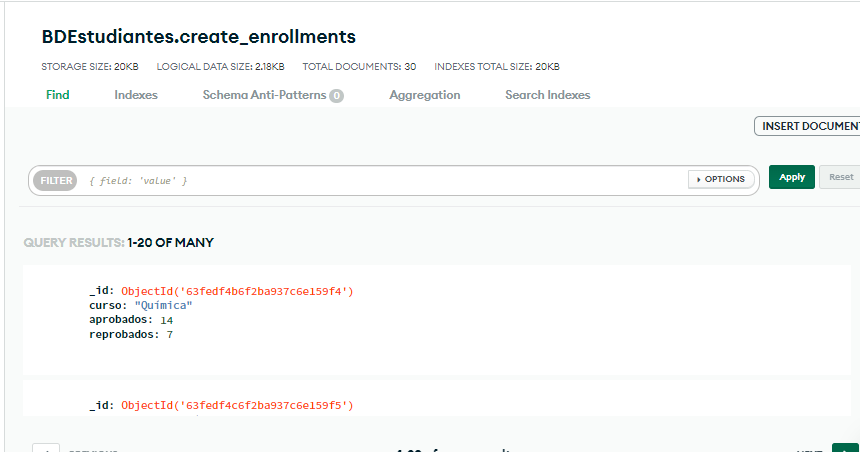 BDEstudiantes.create_enrollments
STORAGE SIZE: 20KB LOGICAL DATA SIZE: 2.18KB TOTAL DOCUMENTS: 30 INDEXES TOTAL SIZE: 20KB
Find Indexes Schema Anti-Patterns 0 Aggregation Search Indexes
INSERT DOCUMENT
FILTER { field: 'value' } OPTIONS Apply Reset
QUERY RESULTS: 1-20 OF MANY
_id: ObjectId('63fedf4b6f2ba937c6e159f4')
curso: "Química"
aprobados: 14
reprobados: 7
_id: ObjectId('63fedf4c6f2ba937c6e159f5')